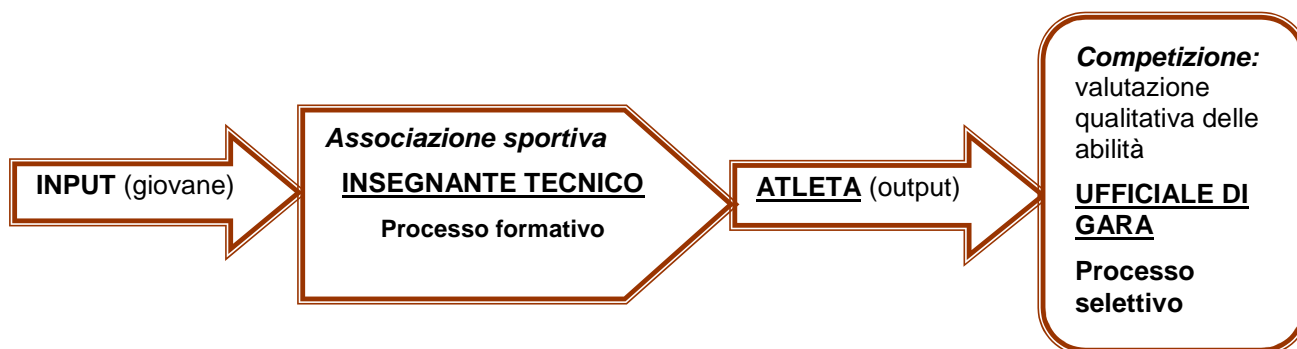 INPUT (giovane)
Associazione sportiva
INSEGNANTE TECNICO
Processo formativo
ATLETA (output)
Competizione:
valutazione
qualitativa delle
abilità
UFFICIALE DI
GARA
Processo
selettivo